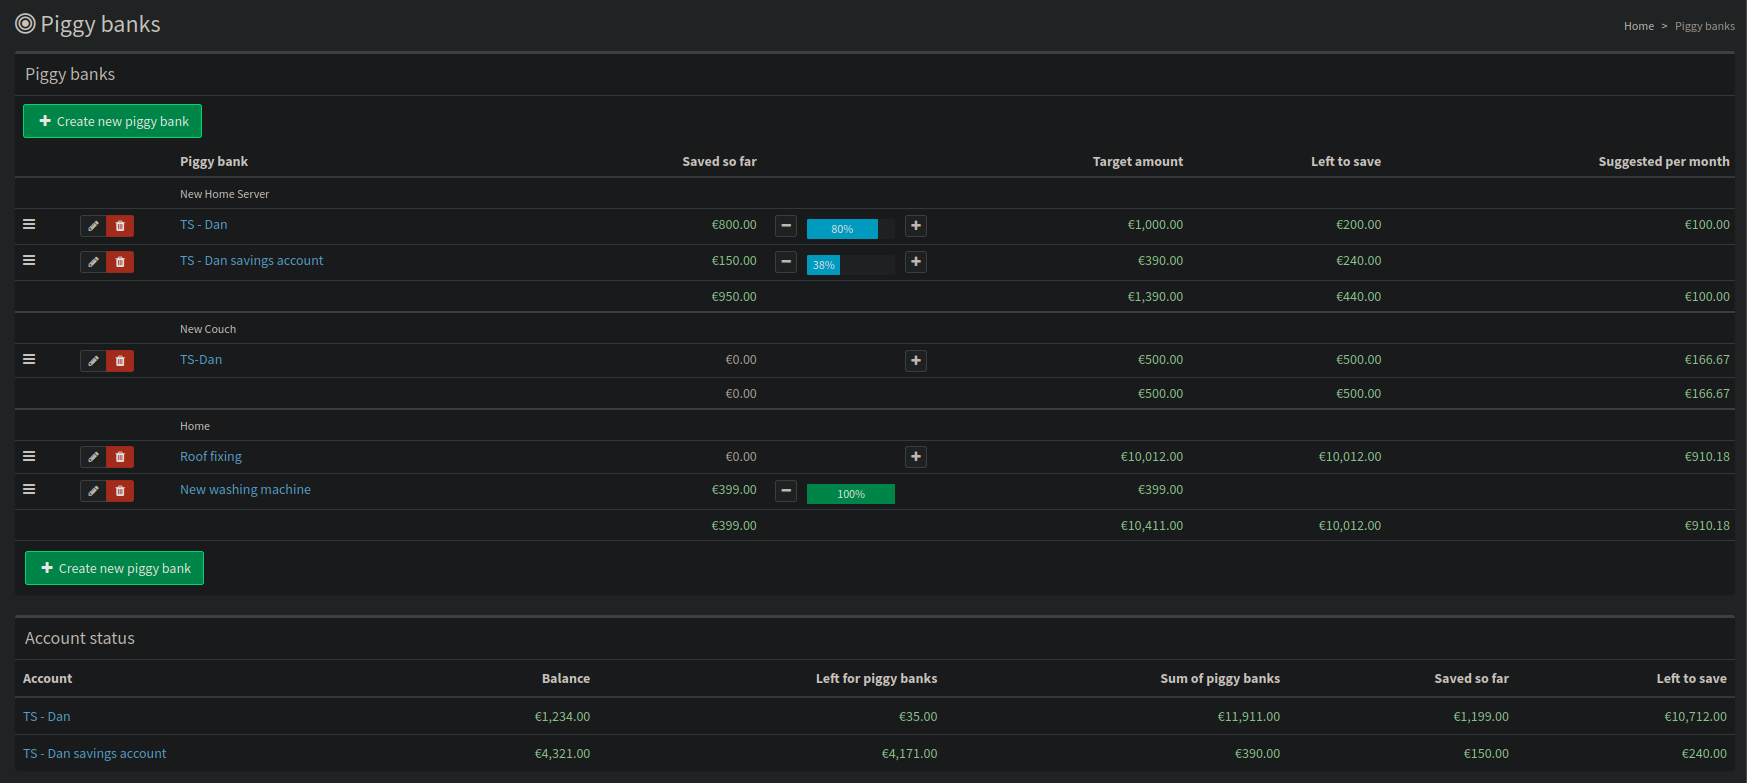 Piggy banks
Home > Piggy banks
Piggy banks
Create new piggy bank
Piggy bank Saved so far Target amount Left to save Suggested per month
New Home Server
TS - Dan €800.00 80% €1,000.00 €200.00 €100.00
TS - Dan savings account €150.00 38% €390.00 €240.00
€950.00 €1,390.00 €440.00 €100.00
New Couch
TS-Dan €0.00 €500.00 €500.00 €166.67
€0.00 €500.00 €500.00 €166.67
Home
Roof fixing €0.00 €10,012.00 €10,012.00 €910.18
New washing machine €399.00 100% €399.00
€399.00 €10,411.00 €10,012.00 €910.18
Create new piggy bank
Account status
Account Balance Left for piggy banks Sum of piggy banks Saved so far Left to save
TS - Dan €1,234.00 €35.00 €11,911.00 €1,199.00 €10,712.00
TS - Dan savings account €4,321.00 €4,171.00 €390.00 €150.00 €240.00